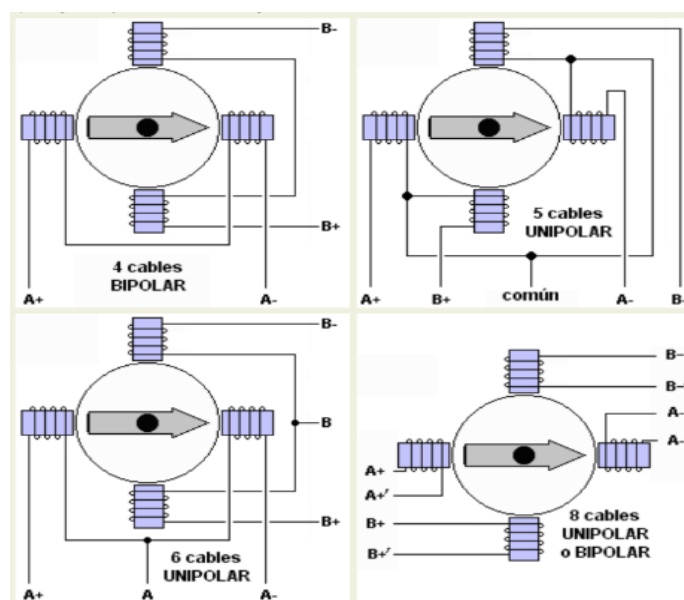 B-
B+
4 cables
BIPOLAR
A+
A-
5 cables
UNIPOLAR
A+
B+
común
A-
B-
B-
B
B+
6 cables
UNIPOLAR
A+
A
A-
B-
B-
A-
A-
A+
A+'
B+
B+'
8 cables
UNIPOLAR
o BIPOLAR